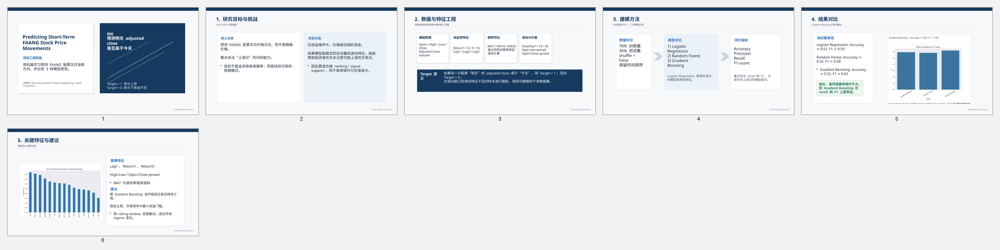 Predicting Short-Term
FAANG Stock Price
Movements
项目汇报简版
用机器学习预测 FAANG 股票次日涨跌
方向，并比较 3 种模型表现。
关键词：direction prediction / feature engineering / model
comparison
目标
预测明天 adjusted
close
是否高于今天
Target = 1 表示上涨
Target = 0 表示下跌或不涨
Final Project Summary 1
1
1. 研究目标与挑战
为什么这个问题重要
核心任务
预测 FAANG 股票次日价格方向，而不是精确
价格。
重点关注“上涨日”的识别能力。
• 目标不是追求极高准确率，而是找到可用的
短期模式。
项目价值
日收益噪声大，价格接近随机游走。
如果模型能稳定抓住动量和波动特征，就能
帮助投资者优先关注更可能上涨的交易日。
• 因此更适合做 ranking / signal
support，而不是单独作为交易指令。
Final Project Summary 2
2
2. 数据与特征工程
构建短期涨跌预测所需的输入变量
基础数据
Open / High / Low /
Close
Adjusted Close
Volume
收益率特征
Return1 / 3 / 5 / 10
Lag1 / Lag2 / Lag3
趋势特征
MA7 / MA14 / MA30
按公司和日期排序后
滚动计算
波动与价差
Volatility7 / 14 / 30
High-Low spread
Open-Close spread
Target 定
义
如果同一只股票“明天”的 adjusted close 高于“今天”，则 Target = 1；否则
Target = 0。
对滚动窗口和滞后特征不足的样本进行删除，得到可建模的干净数据集。
Final Project Summary 3
3
3. 建模方法
时间顺序切分 + 三种模型比较
数据切分
70% 训练集
30% 测试集
shuffle =
False
保留时间顺序
模型对比
1) Logistic
Regression
2) Random Forest
3) Gradient
Boosting
Logistic Regression 使用标准化；
树模型用原始特征。
评价指标
Accuracy
Precision
Recall
F1-score
重点关注 recall 和 F1，以
提升对上涨日的捕捉能力。
Final Project Summary 4
4
4. 结果对比
Gradient Boosting 整体最好
测试集表现
Logistic Regression: Accuracy
≈ 0.51, F1 ≈ 0.59
Random Forest: Accuracy ≈
0.52, F1 ≈ 0.58
• Gradient Boosting: Accuracy
≈ 0.52, F1 ≈ 0.62
结论：虽然准确率提升不大，
但 Gradient Boosting 在
recall 和 F1 上更突出。
Gradient Boosting – Accuracy ≈ 0.52, F1 ≈ 0.62
Model Comparison (F1 Score)
Logistic Regression
Random Forest
Gradient Boosting
Model
Final Project Summary 5
5
5. 关键特征与建议
模型怎么用更合适
Top 15 Feature Importances (Gradient Boosting)
重要特征
Lag1 、 Return1 、 Return5
High-Low / Open-Close spread
• MA7 与波动率相关指标
建议
把 Gradient Boosting 当作候选交易日排序工
具。
结合止损、交易成本与最小收益门槛。
• 用 rolling window 定期重训，适应市场
regime 变化。
Final Project Summary 6
6